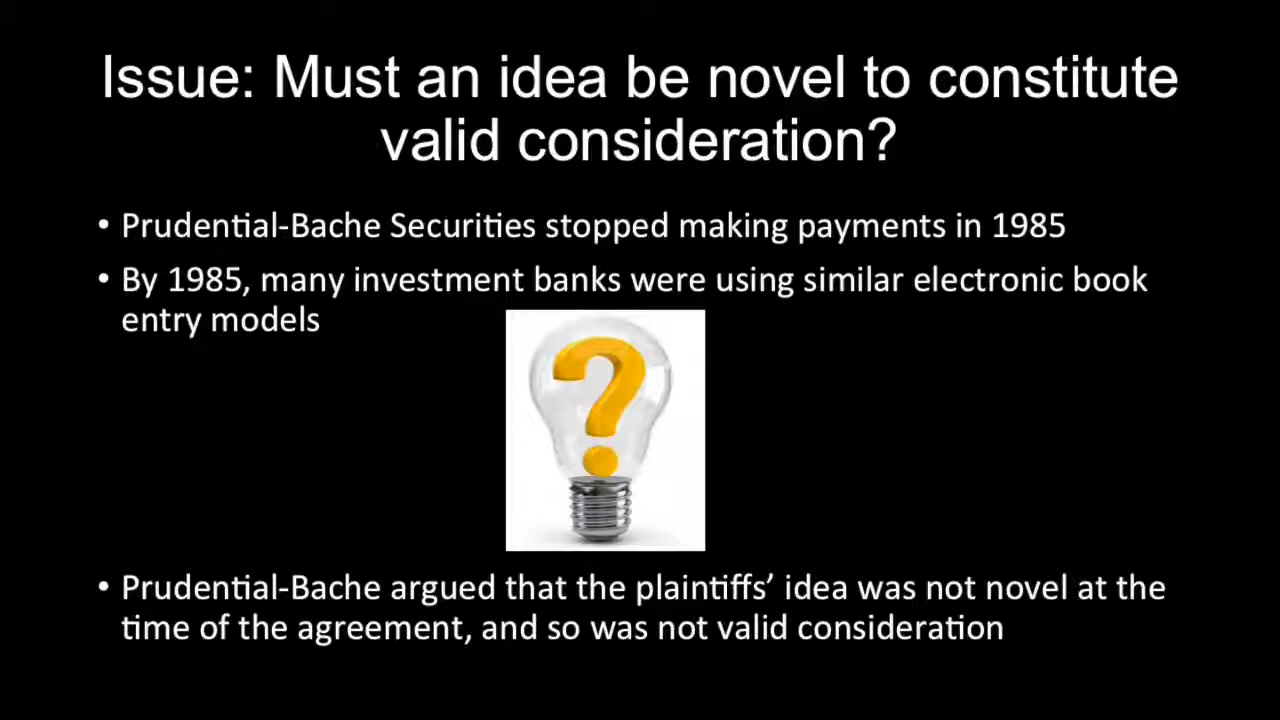 Issue: Must an idea be novel to constitute
valid consideration?
• Prudential-Bache Securities stopped making payments in 1985
• By 1985, many investment banks were using similar electronic book
entry models
?
• Prudential-Bache argued that the plaintiffs’ idea was not novel at the
time of the agreement, and so was not valid consideration